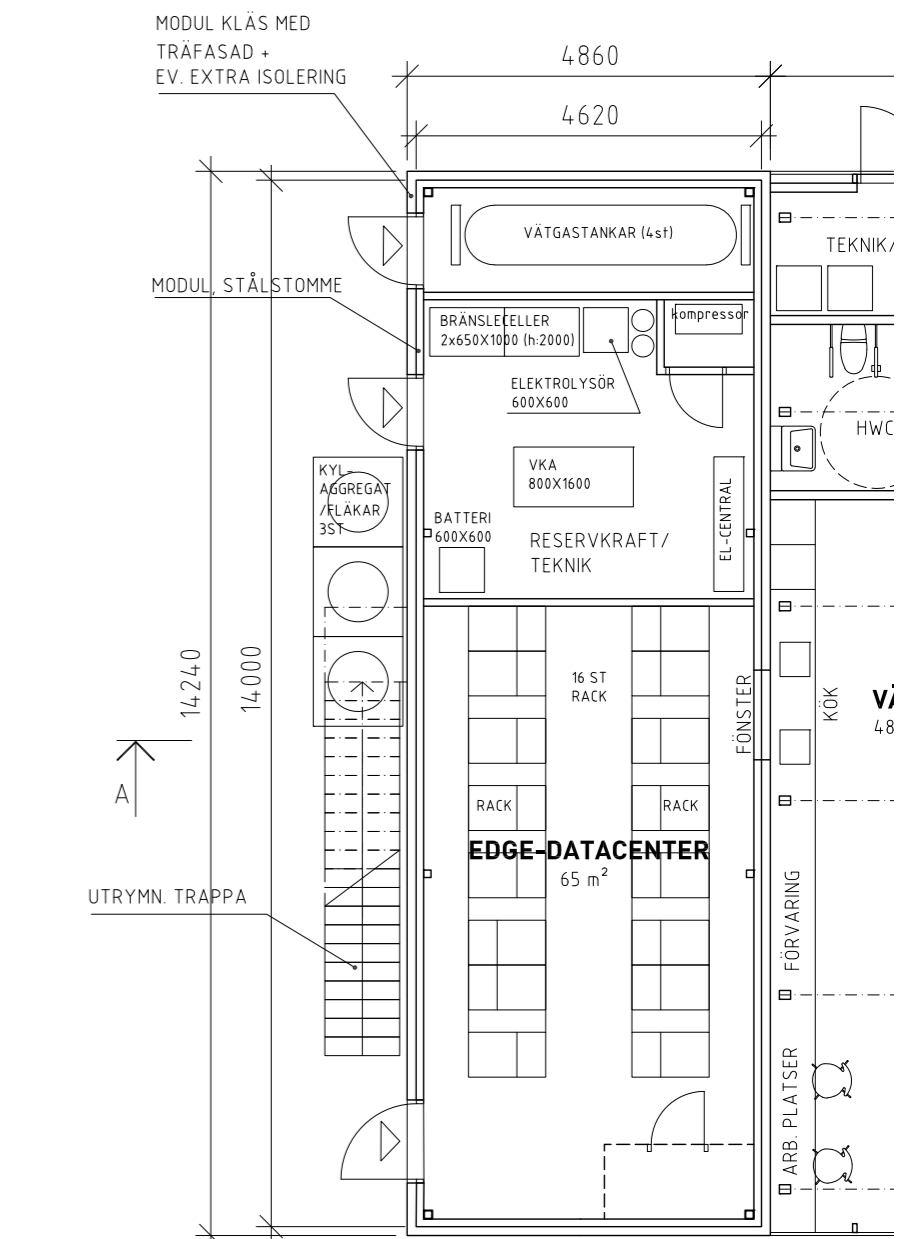 MODUL KLÄS MED
TRÄFASAD +
EV. EXTRA ISOLERING
4860
4620
VÄTGASTANKAR (4st)
TEKNIK/
MODUL, STÅLSTOMME
kompressor
BRÄNSLECELLER
2x650X1000 (h:2000)
ELEKTROLYSÖR
600X600
HWC
KYL-
AGGREGAT
/FLÄKAR
3ST
VKA
800X1600
EL-CENTRAL
BATTERI
600X600
RESERVKRAFT/
TEKNIK
14240
14000
16 ST
RACK
FÖNSTER
KÖK
VÄ
48
A
RACK
RACK
EDGE-DATACENTER
65 m²
UTRYMN. TRAPPA
FÖRVARING
ARB. PLATSER